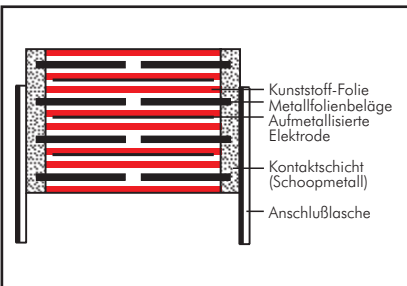 Kunststoff-Folie
Metallfolienbeläge
Aufmetallisierte
Elektrode
Kontaktschicht
(Schoopmetall)
Anschlußlasche